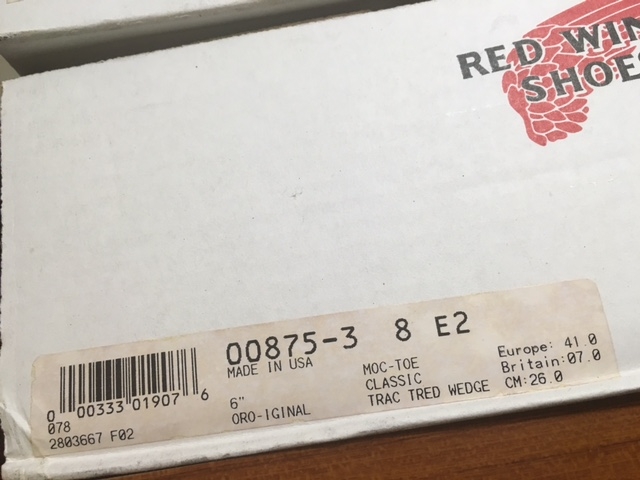 RED WIN
SHOES
00875-3 8 E2
MADE IN USA
6"
ORO-IGINAL
MOC-TOE
CLASSIC
TRAC TRED WEDGE
Europe: 41.0
Britain:07.0
CM:26.0
0 00333 01907 6
078
2803667 F02